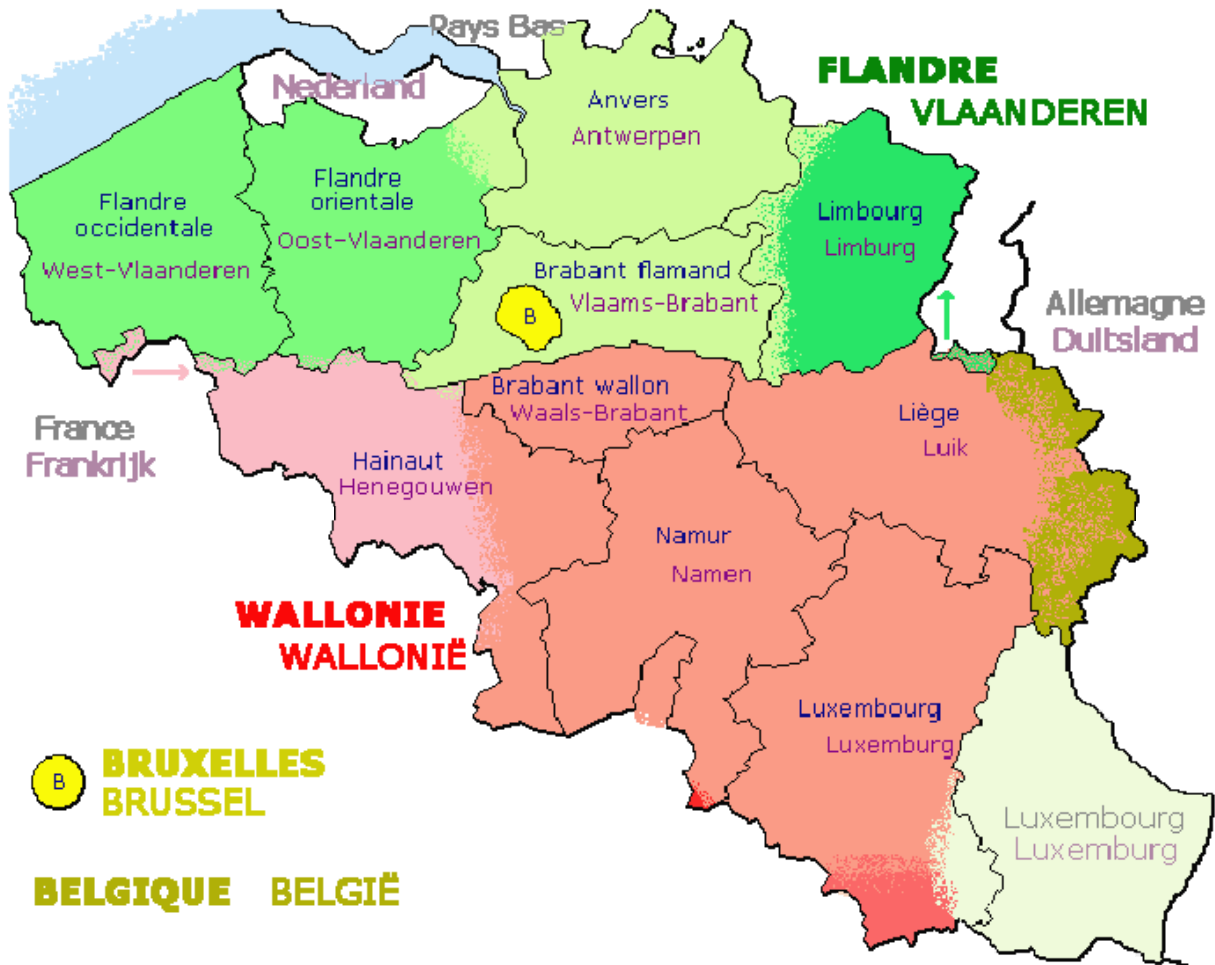 Pays Bas
Nederland
FLANDRE
VLAANDEREN
Anvers
Antwerpen
Flandre
occidentale
West-Vlaanderen
Flandre
orientale
Oost-Vlaanderen
Limbourg
Limburg
Brabant flamand
Vlaams-Brabant
B
Allemagne
Duitsland
Brabant wallon
Waals-Brabant
Liège
Luik
France
Frankrijk
Hainaut
Henegouwen
Namur
Namen
WALLONIE
WALLONIË
Luxembourg
Luxemburg
B
BRUXELLES
BRUSSEL
Luxembourg
Luxemburg
BELGIQUE BELGIË